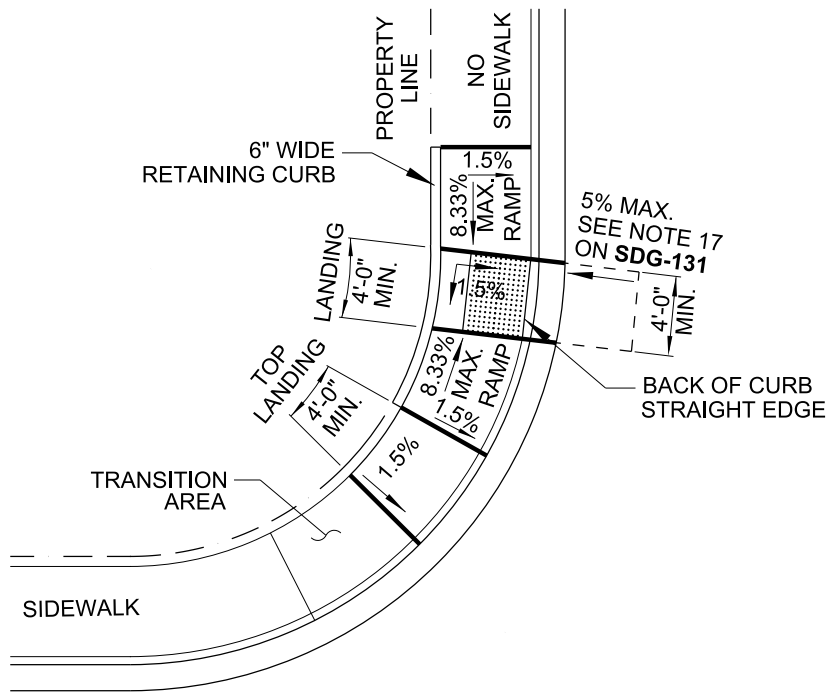 PROPERTY
LINE
NO
SIDEWALK
6" WIDE
RETAINING CURB
1.5%
8.33%
MAX.
RAMP
5% MAX.
SEE NOTE 17
ON SDG-131
LANDING
4'-0"
MIN.
1.5%
4'-0"
MIN.
8.33%
MAX.
RAMP
1.5%
BACK OF CURB
STRAIGHT EDGE
TOP
LANDING
4'-0"
MIN.
1.5%
TRANSITION
AREA
SIDEWALK